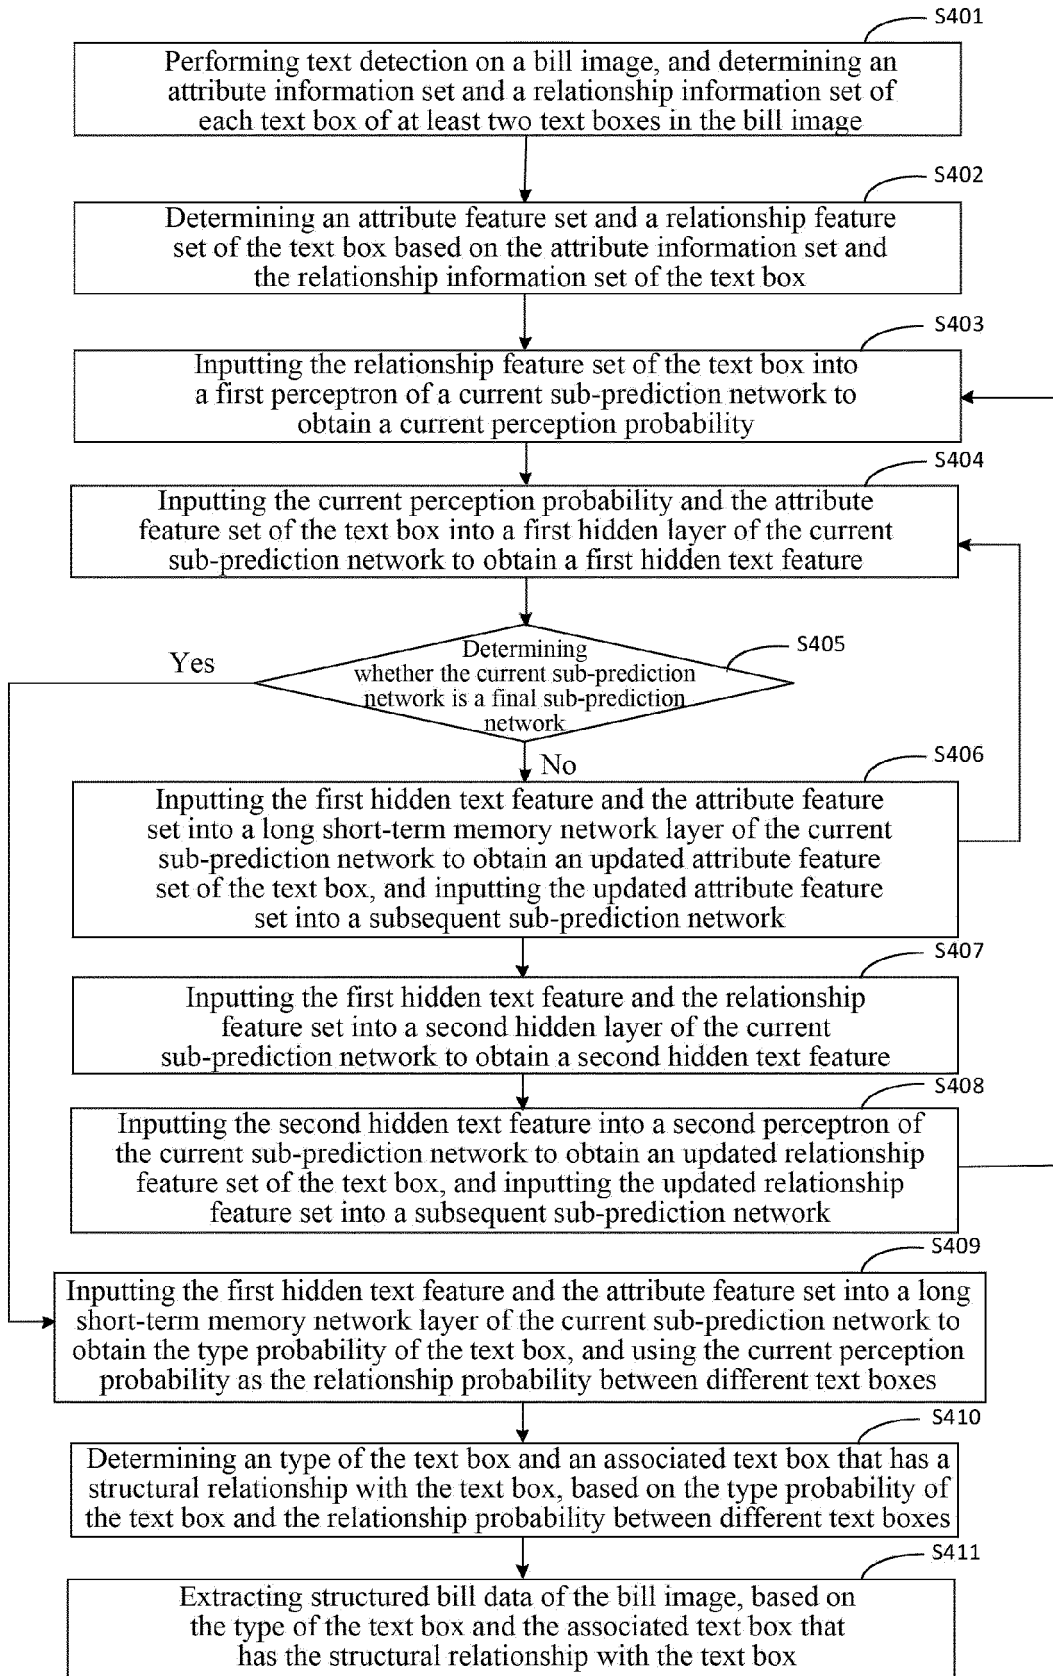 S401
Performing text detection on a bill image, and determining an
attribute information set and a relationship information set of
each text box of at least two text boxes in the bill image
S402
Determining an attribute feature set and a relationship feature
set of the text box based on the attribute information set and
the relationship information set of the text box
S403
Inputting the relationship feature set of the text box into
a first perceptron of a current sub-prediction network to
obtain a current perception probability
S404
Inputting the current perception probability and the attribute
feature set of the text box into a first hidden layer of the current
sub-prediction network to obtain a first hidden text feature
S405
Determining
whether the current sub-prediction
network is a final sub-prediction
network
Yes
No
S406
Inputting the first hidden text feature and the attribute feature
set into a long short-term memory network layer of the current
sub-prediction network to obtain an updated attribute feature
set of the text box, and inputting the updated attribute feature
set into a subsequent sub-prediction network
S407
Inputting the first hidden text feature and the relationship
feature set into a second hidden layer of the current
sub-prediction network to obtain a second hidden text feature
S408
Inputting the second hidden text feature into a second perceptron of
the current sub-prediction network to obtain an updated relationship
feature set of the text box, and inputting the updated relationship
feature set into a subsequent sub-prediction network
S409
Inputting the first hidden text feature and the attribute feature set into a long
short-term memory network layer of the current sub-prediction network to
obtain the type probability of the text box, and using the current perception
probability as the relationship probability between different text boxes
S410
Determining an type of the text box and an associated text box that has a
structural relationship with the text box, based on the type probability of
the text box and the relationship probability between different text boxes
S411
Extracting structured bill data of the bill image, based on
the type of the text box and the associated text box that
has the structural relationship with the text box